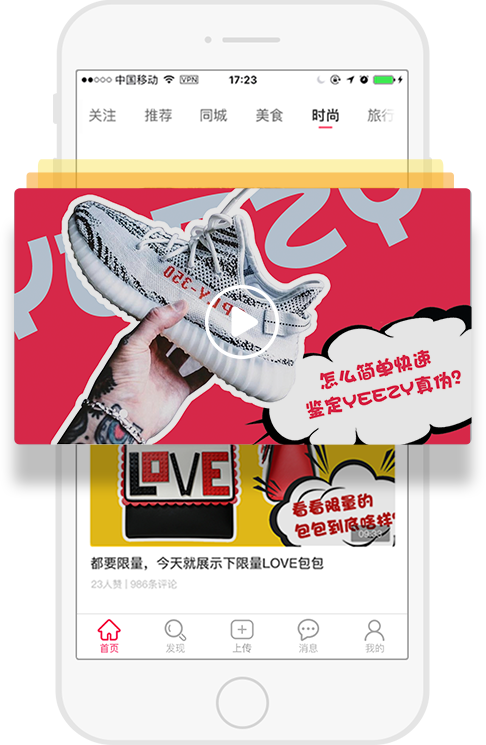 中国移动 VPN 17:23
关注 推荐 同城 美食 时尚 旅行
YEEZY
SPLY-350
怎么简单快速
鉴定YEEZY真伪?
LOVE
看看限量的
包包到底啥样?
都要限量，今天就展示下限量LOVE包包
23人赞 | 986条评论
首页 发现 上传 消息 我的